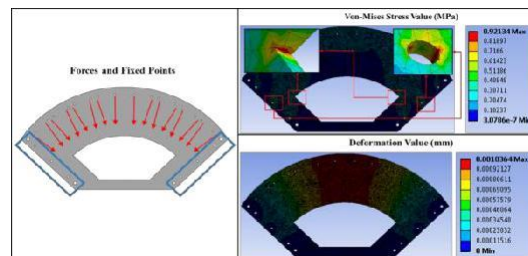 Forces and Fixed Points
Von-Mises Stress Value (MPa)
0.92134 Max
0.81897
0.7166
0.61423
0.51186
0.40949
0.30711
0.20474
0.10237
3.0786e-7 Min
Deformation Value (mm)
0.0010364 Max
0.00092127
0.00080611
0.00069095
0.00057579
0.00046064
0.00034548
0.00023032
0.00011516
0 Min